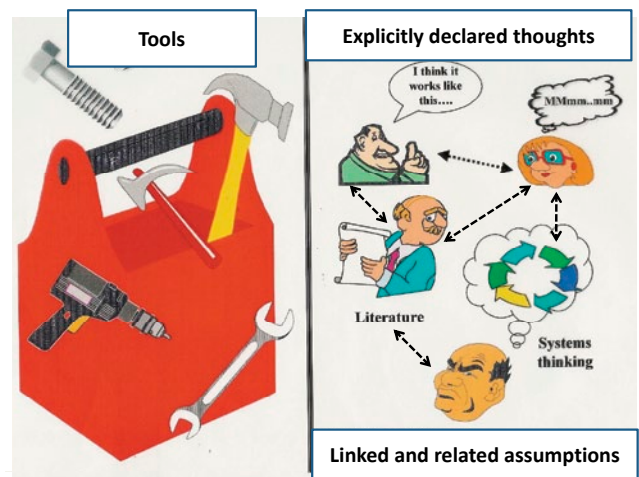 Tools
Explicitly declared thoughts
I think it
works like
this....
MMmm..mm
Literature
Systems
thinking
Linked and related assumptions